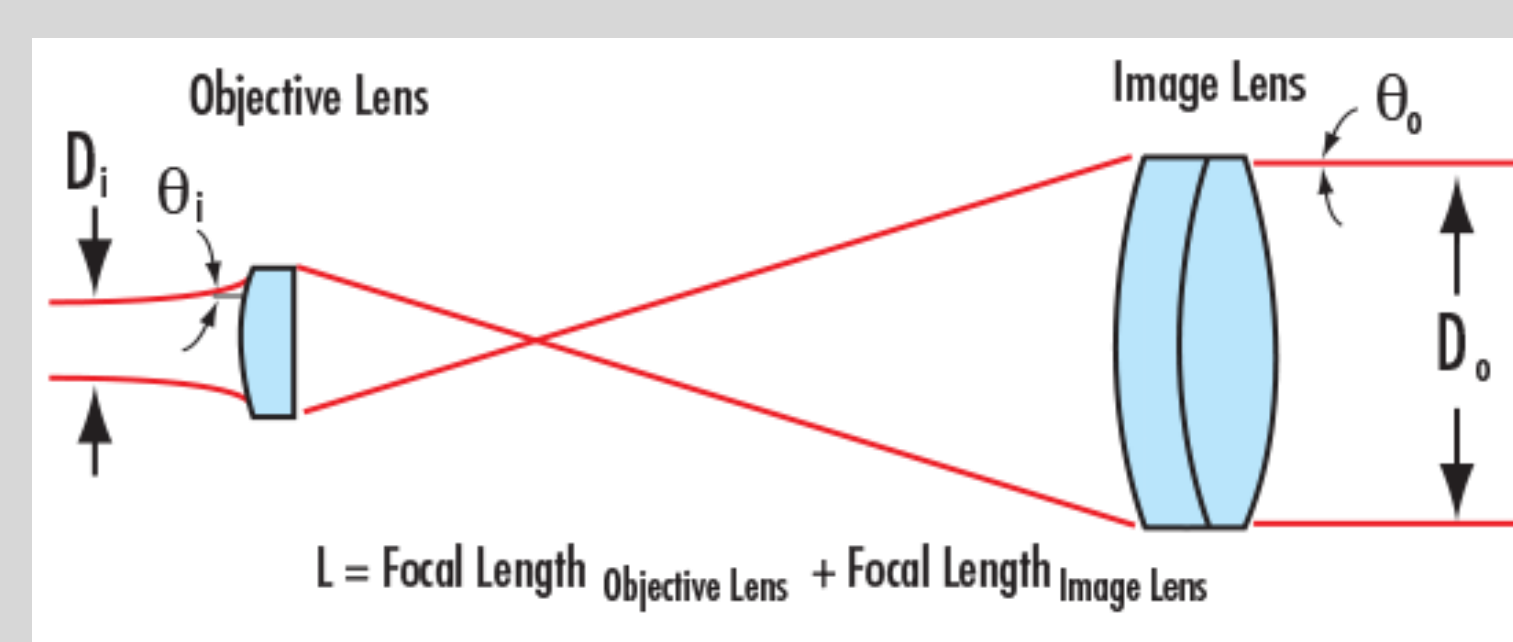 Objective Lens
Image Lens
θo
Di
θi
Do
L = Focal Length Objective Lens + Focal Length Image Lens